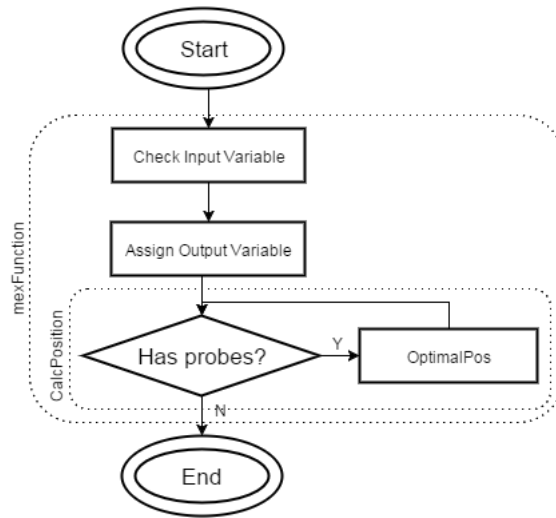 Start
mexFunction
Check Input Variable
Assign Output Variable
CalcPosition
Has probes?
Y
OptimalPos
N
End